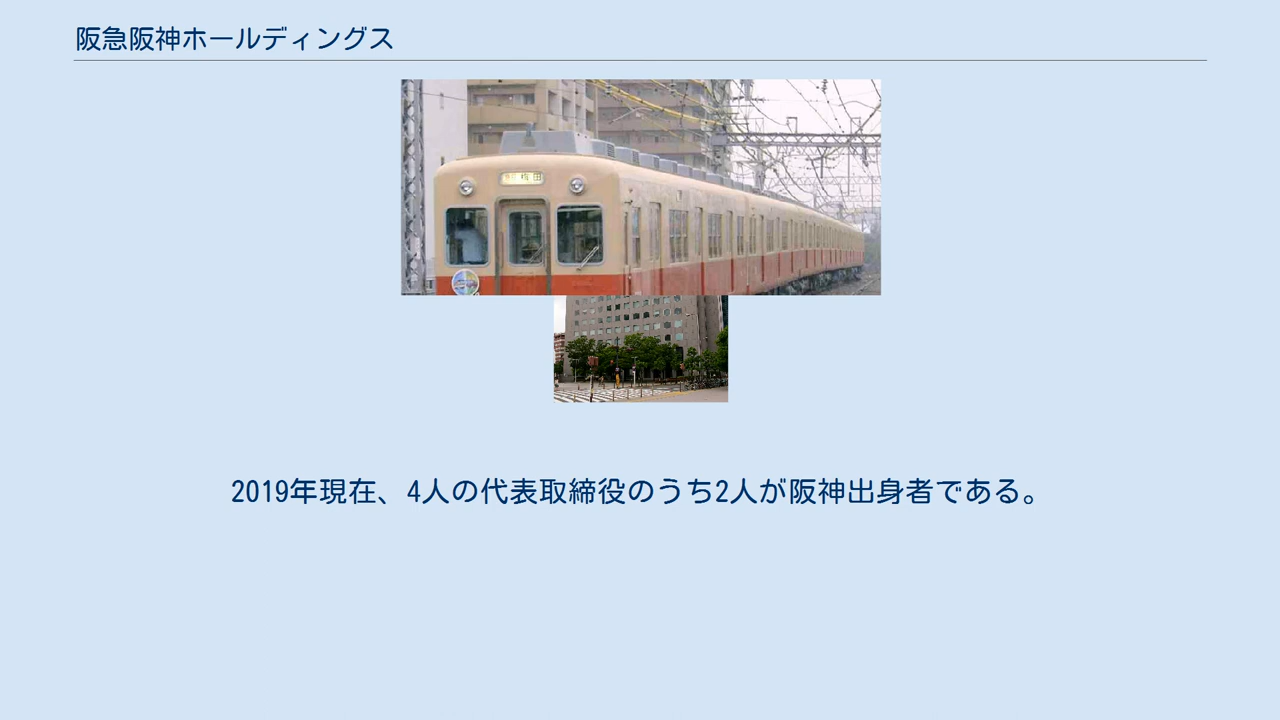 阪急阪神ホールディングス
梅田
2019年現在、4人の代表取締役のうち2人が阪神出身者である。